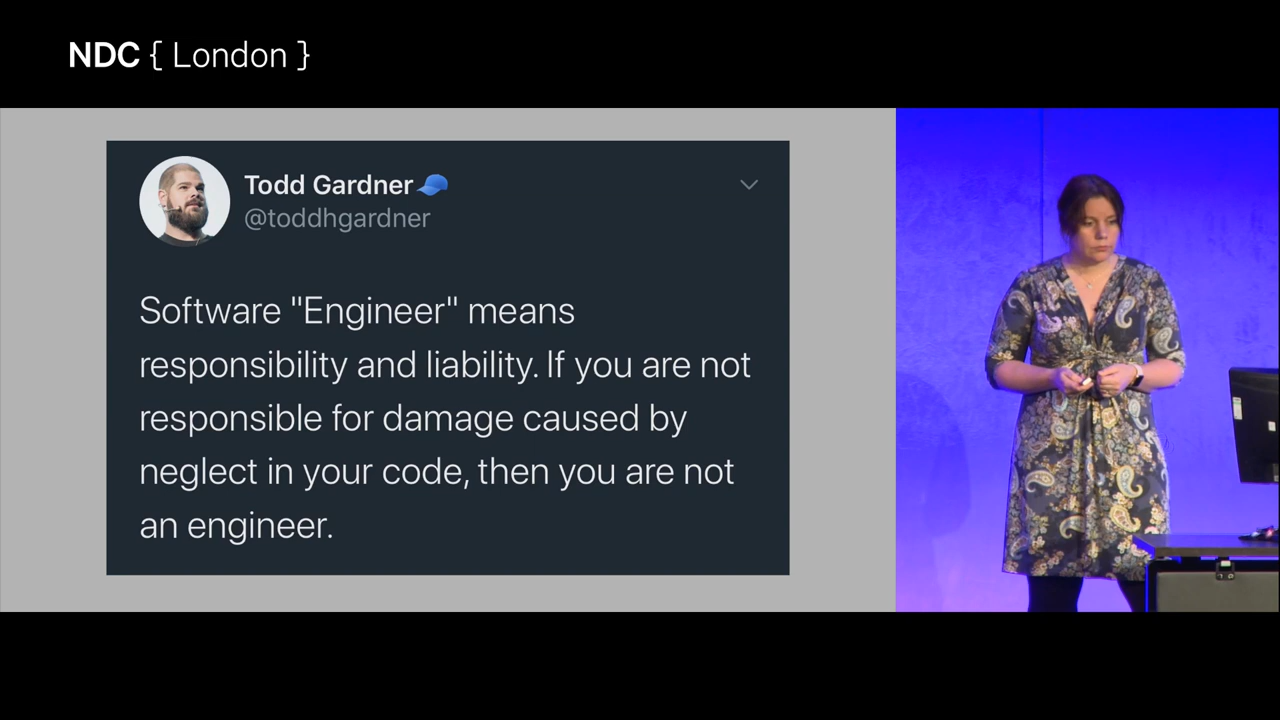 NDC { London }
Todd Gardner🧢
@toddhgardner
Software "Engineer" means
responsibility and liability. If you are not
responsible for damage caused by
neglect in your code, then you are not
an engineer.